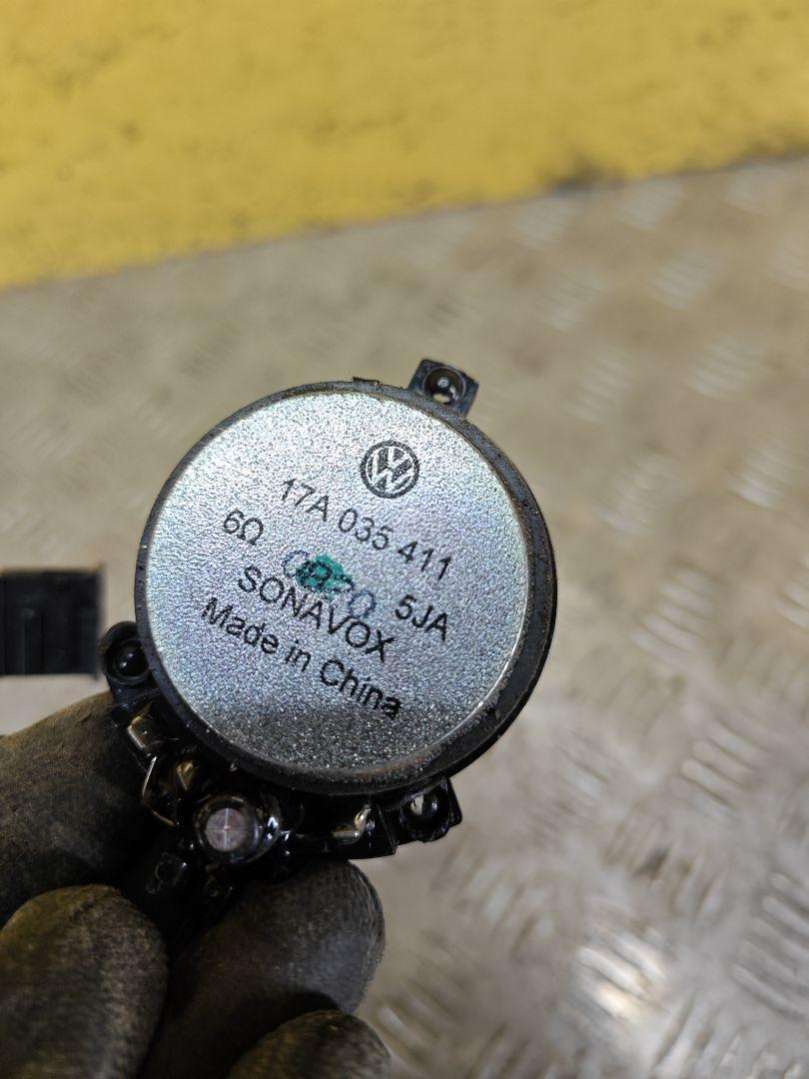 17A 035 411
6Ω 5JA
SONAVOX
Made in China